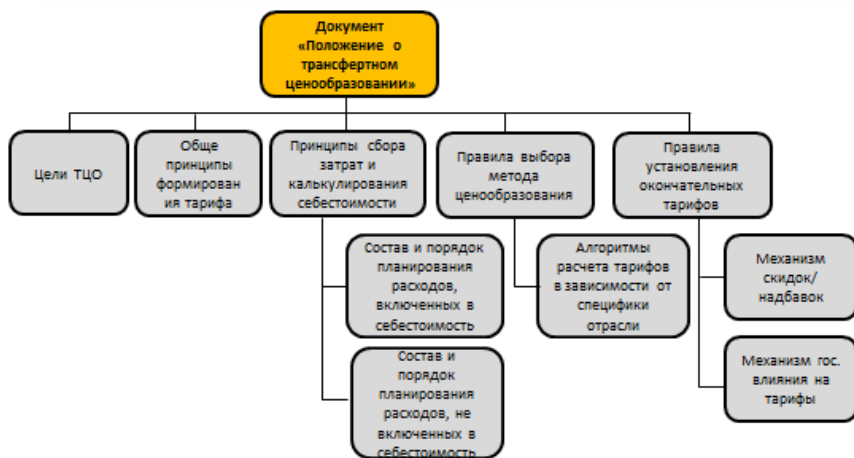 Документ
«Положение о
трансфертном
ценообразовании»
Цели ТЦО
Обще
принципы
формирован
ия тарифа
Принципы сбора
затрат и
калькулирования
себестоимости
Правила выбора
метода
ценообразования
Правила
установления
окончательных
тарифов
Состав и порядок
планирования
расходов,
включенных в
себестоимость
Алгоритмы
расчета тарифов
в зависимости от
специфики
отрасли
Механизм
скидок/
надбавок
Состав и
порядок
планирования
расходов, не
включенных в
себестоимость
Механизм гос.
влияния на
тарифы